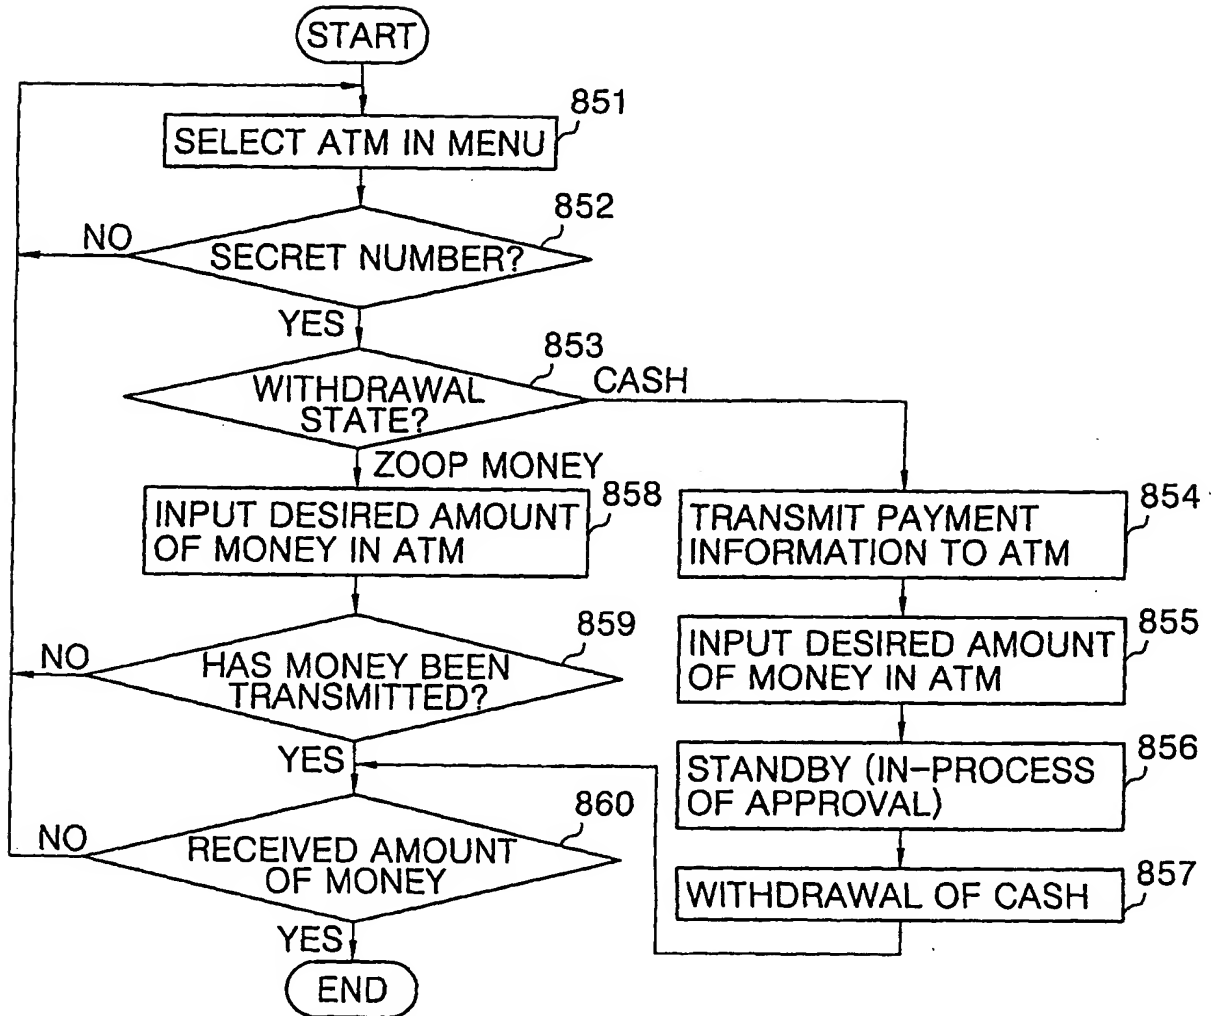 START
851
SELECT ATM IN MENU
852
NO
SECRET NUMBER?
YES
853
WITHDRAWAL
STATE?
CASH
ZOOP MONEY
858
INPUT DESIRED AMOUNT
OF MONEY IN ATM
854
TRANSMIT PAYMENT
INFORMATION TO ATM
859
NO
HAS MONEY BEEN
TRANSMITTED?
YES
855
INPUT DESIRED AMOUNT
OF MONEY IN ATM
856
STANDBY (IN-PROCESS
OF APPROVAL)
860
NO
RECEIVED AMOUNT
OF MONEY
YES
857
WITHDRAWAL OF CASH
END